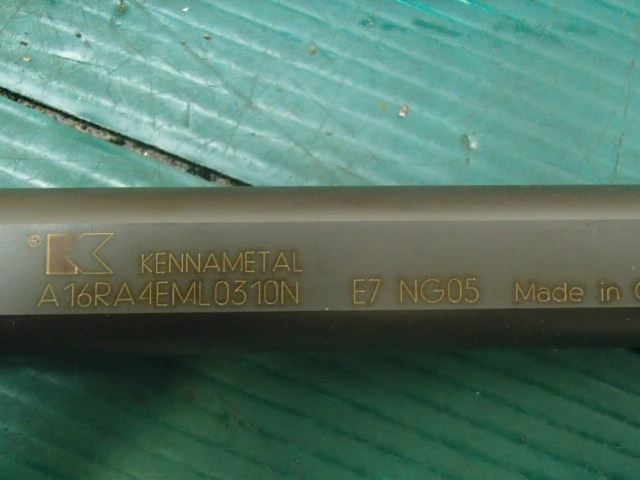 ® KENNAMETAL
A16RA4EML0310N E7 NG05 Made in